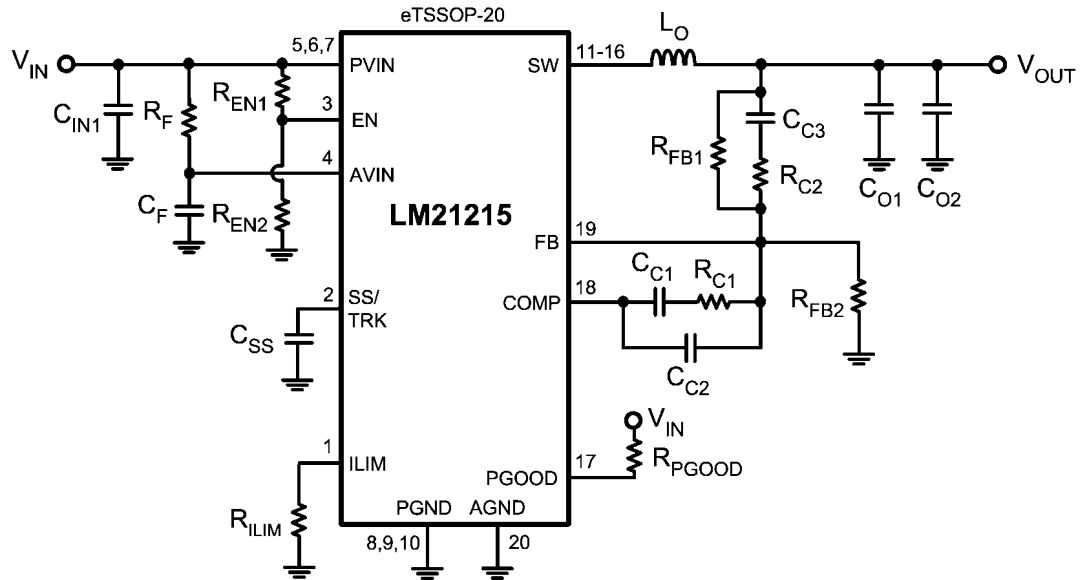 eTSSOP-20
V_IN
5,6,7
PVIN
SW
11-16
L_O
V_OUT
C_IN1
R_F
R_EN1
3
EN
4
AVIN
C_F
R_EN2
LM21215
R_FB1
C_C3
R_C2
C_O1
C_O2
FB
19
2
SS/
TRK
C_SS
COMP
18
C_C1
R_C1
C_C2
R_FB2
1
ILIM
R_ILIM
V_IN
R_PGOOD
PGOOD
17
PGND
AGND
8,9,10
20